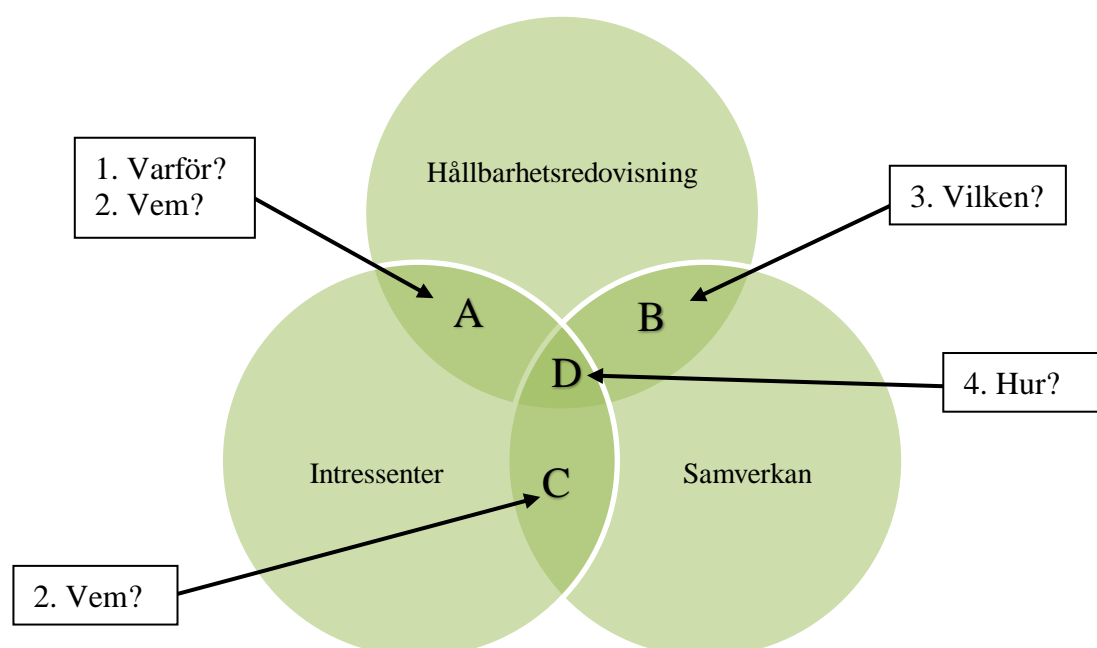 Hållbarhetsredovisning
1. Varför?
2. Vem?
3. Vilken?
A
B
D
4. Hur?
Intressenter
Samverkan
C
2. Vem?